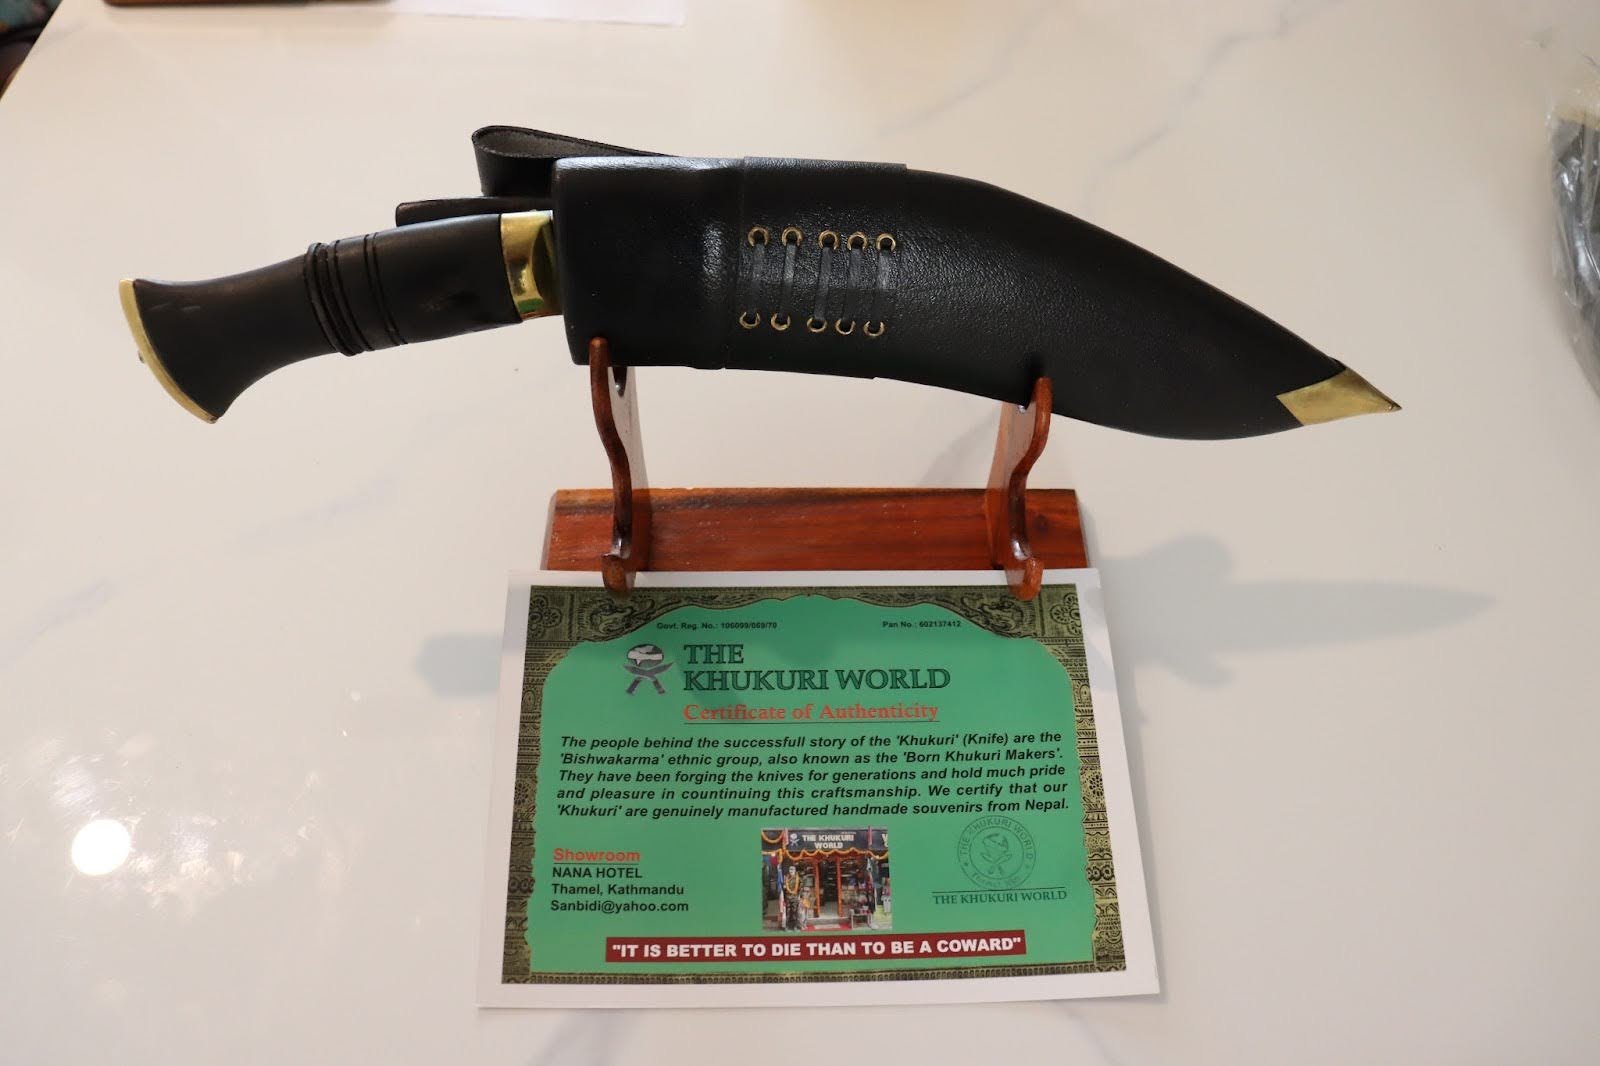 Govt. Reg. No.: 106099/069/70 Pan No.: 602137412
THE
KHUKURI WORLD
Certificate of Authenticity
The people behind the successfull story of the 'Khukuri' (Knife) are the
'Bishwakarma' ethnic group, also known as the 'Born Khukuri Makers'.
They have been forging the knives for generations and hold much pride
and pleasure in countinuing this craftsmanship. We certify that our
'Khukuri' are genuinely manufactured handmade souvenirs from Nepal.
THE KHUKURI
WORLD
THE KHUKURI WORLD
Showroom
NANA HOTEL
Thamel, Kathmandu
Sanbidi@yahoo.com
THE KHUKURI WORLD
"IT IS BETTER TO DIE THAN TO BE A COWARD"